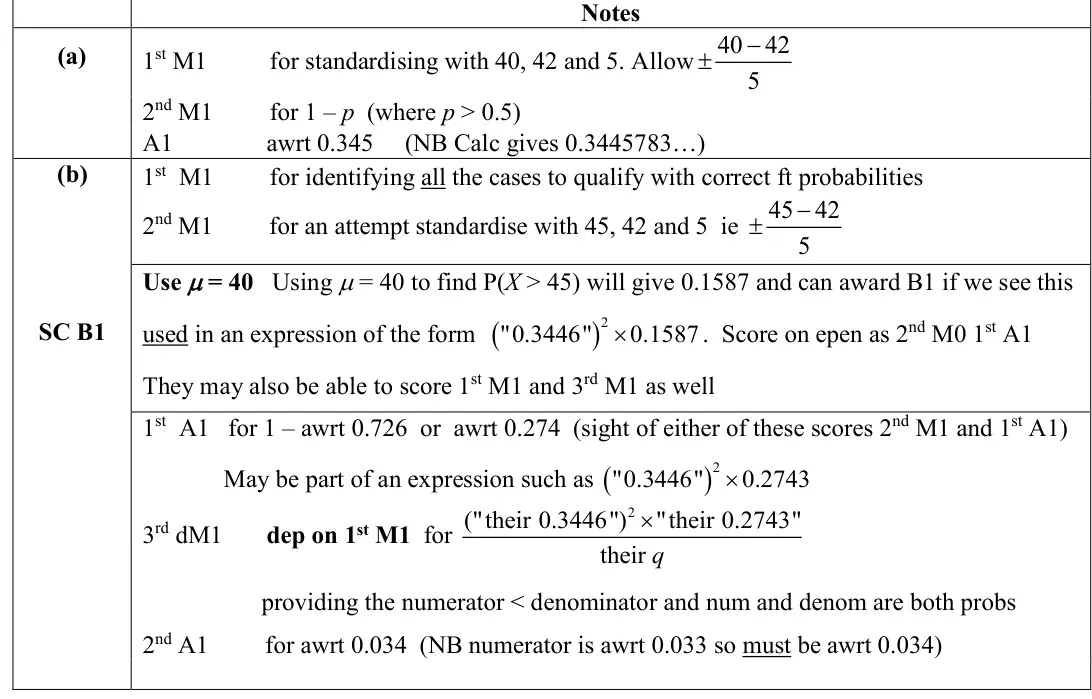 Notes
(a) 1st M1 for standardising with 40, 42 and 5. Allow ± (40 − 42)/5
2nd M1 for 1 – p (where p > 0.5)
A1 awrt 0.345 (NB Calc gives 0.3445783…)
(b) 1st M1 for identifying all the cases to qualify with correct ft probabilities
2nd M1 for an attempt standardise with 45, 42 and 5 ie ± (45 − 42)/5
Use μ = 40 Using μ = 40 to find P(X > 45) will give 0.1587 and can award B1 if we see this
SC B1 used in an expression of the form ("0.3446")² × 0.1587. Score on epen as 2nd M0 1st A1
They may also be able to score 1st M1 and 3rd M1 as well
1st A1 for 1 – awrt 0.726 or awrt 0.274 (sight of either of these scores 2nd M1 and 1st A1)
May be part of an expression such as ("0.3446")² × 0.2743
3rd dM1 dep on 1st M1 for (("their 0.3446")² × "their 0.2743")/(their q)
providing the numerator < denominator and num and denom are both probs
2nd A1 for awrt 0.034 (NB numerator is awrt 0.033 so must be awrt 0.034)